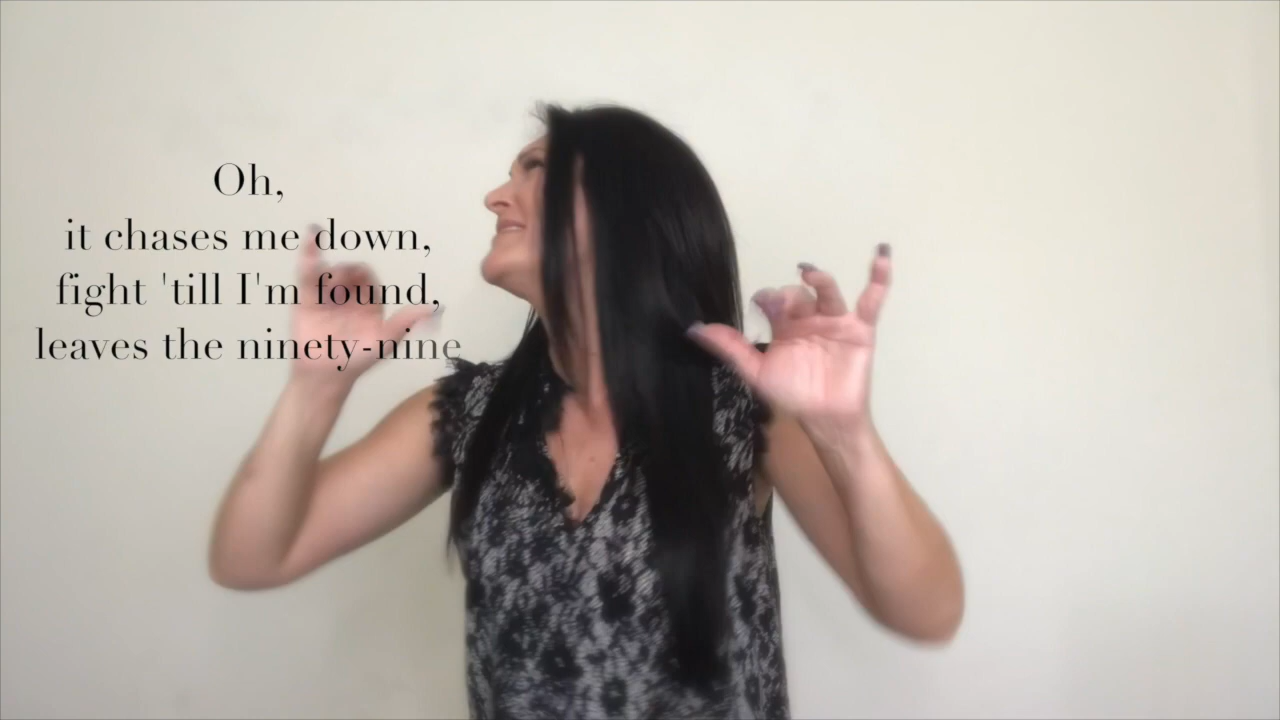 Oh,
it chases me down,
fight 'till I'm found,
leaves the ninety-nine